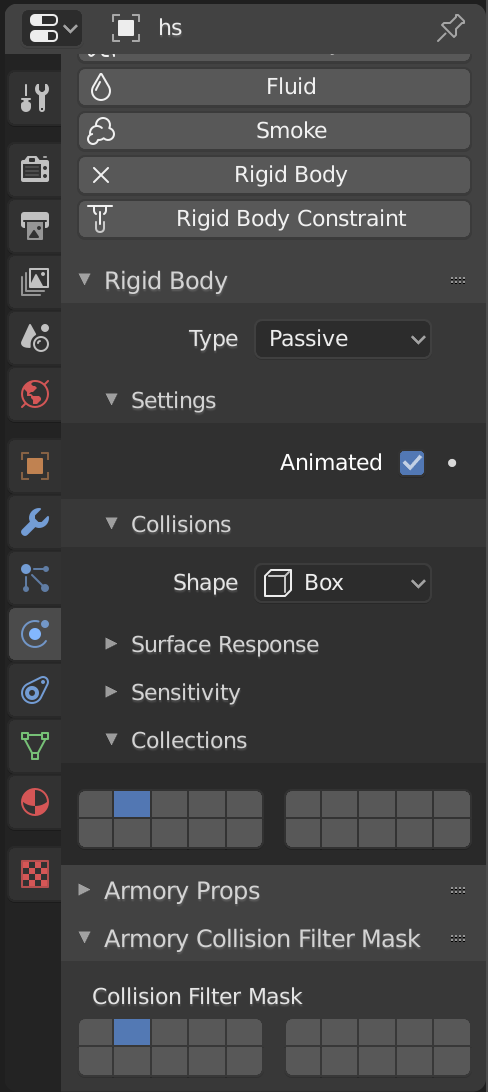 hs
Fluid
Smoke
Rigid Body
Rigid Body Constraint
Rigid Body
Type Passive
Settings
Animated
Collisions
Shape Box
Surface Response
Sensitivity
Collections
Armory Props
Armory Collision Filter Mask
Collision Filter Mask